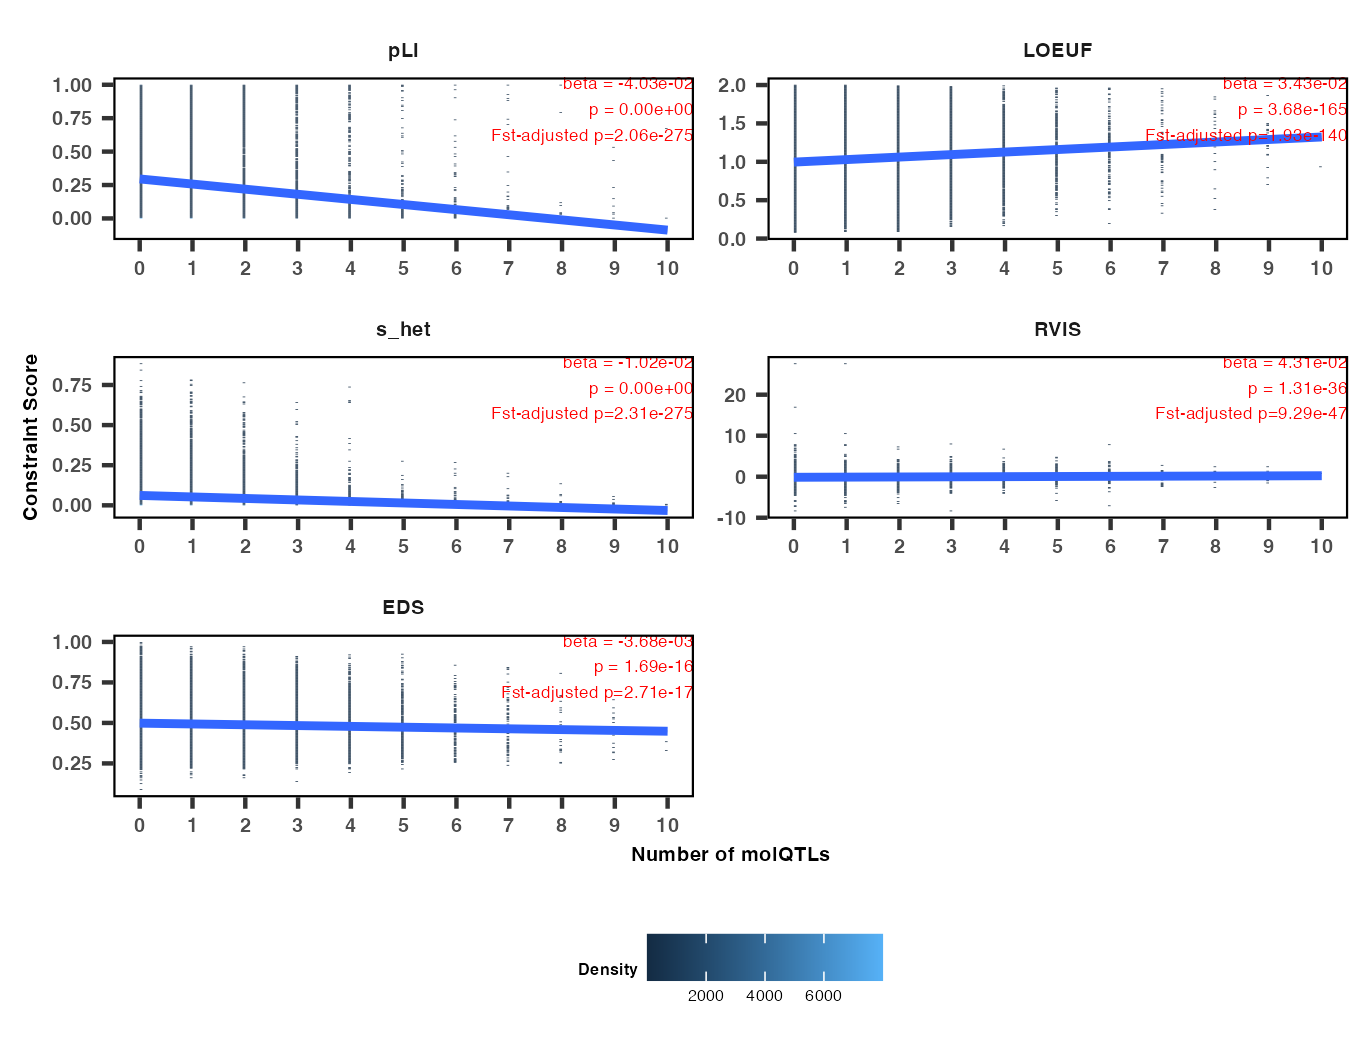 pLI
beta = -4.03e-02
p = 0.00e+00
Fst-adjusted p=2.06e-275
1.00
0.75
0.50
0.25
0.00
0 1 2 3 4 5 6 7 8 9 10
LOEUF
beta = 3.43e-02
p = 3.68e-165
Fst-adjusted p=1.93e-140
2.0
1.5
1.0
0.5
0.0
0 1 2 3 4 5 6 7 8 9 10
Constraint Score
s_het
beta = -1.02e-02
p = 0.00e+00
Fst-adjusted p=2.31e-275
0.75
0.50
0.25
0.00
0 1 2 3 4 5 6 7 8 9 10
RVIS
beta = 4.31e-02
p = 1.31e-36
Fst-adjusted p=9.29e-47
20
10
0
-10
0 1 2 3 4 5 6 7 8 9 10
EDS
beta = -3.68e-03
p = 1.69e-16
Fst-adjusted p=2.71e-17
1.00
0.75
0.50
0.25
0 1 2 3 4 5 6 7 8 9 10
Number of molQTLs
Density
2000 4000 6000